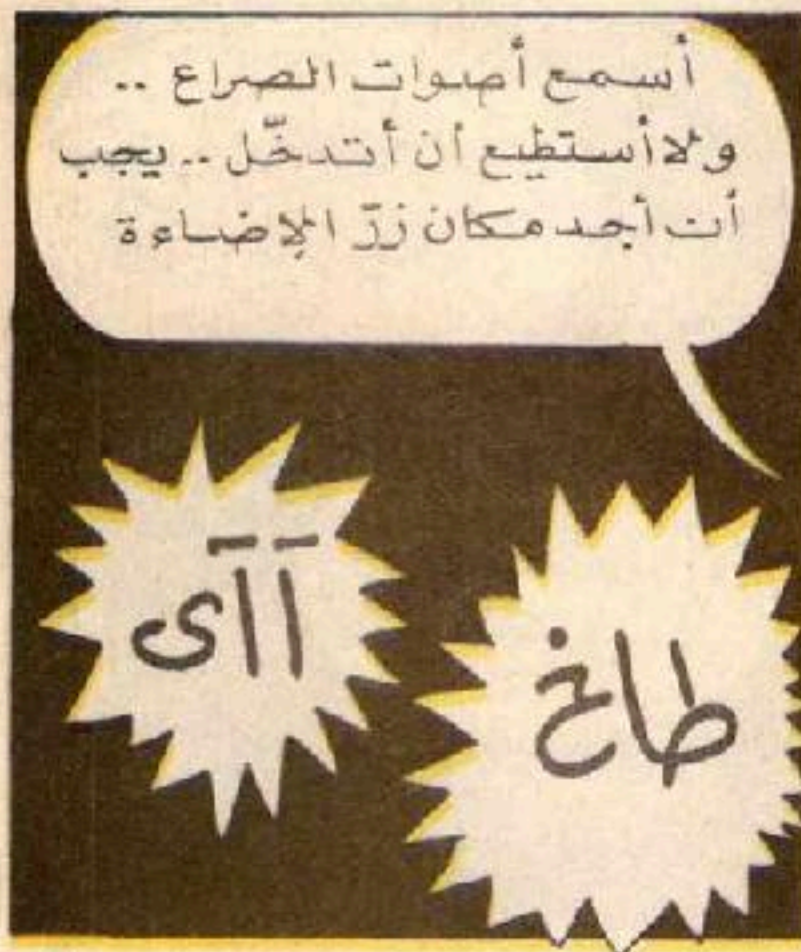 أسمع أصوات الصراع ..
ولا أستطيع أن أتدخّل .. يجب
أن أجد مكان زرّ الإضاءة
طاخ
آآى